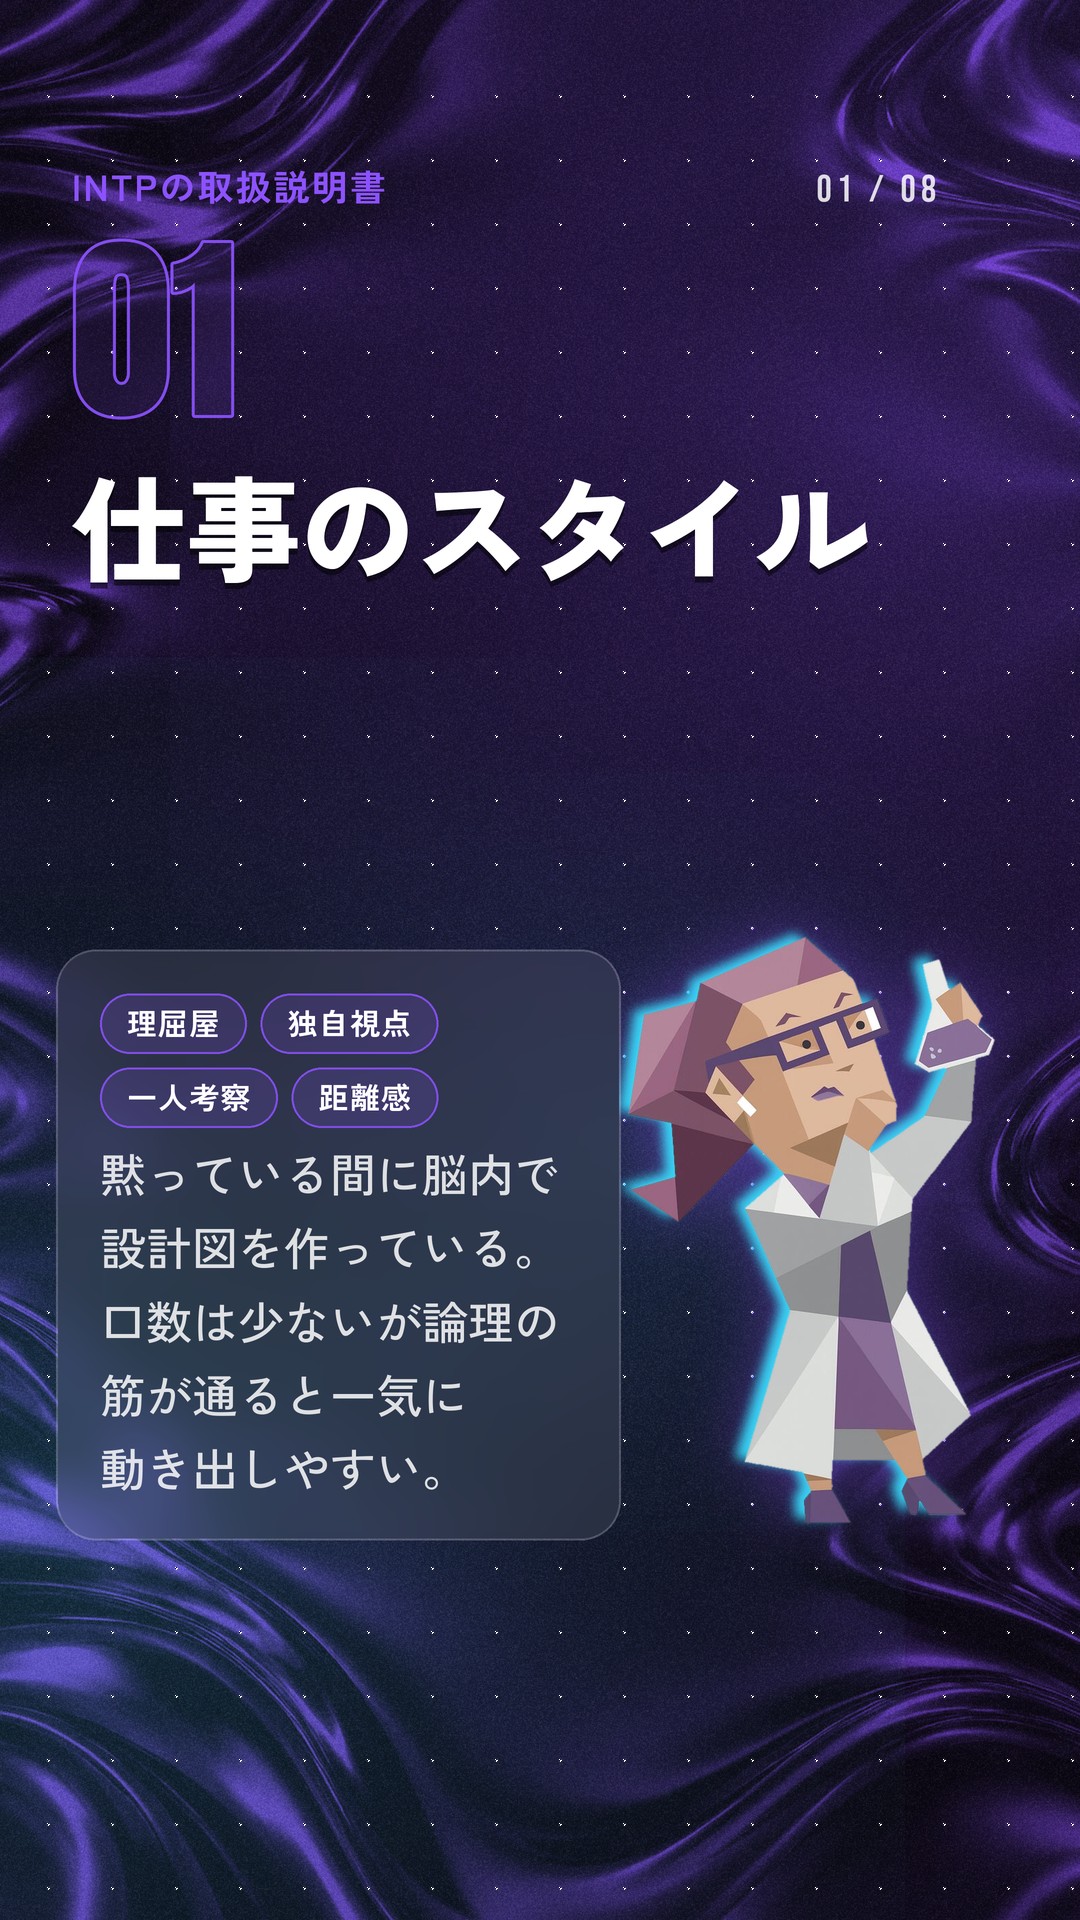 INTPの取扱説明書
01 / 08
01
仕事のスタイル
理屈屋 独自視点
一人考察 距離感
黙っている間に脳内で
設計図を作っている。
口数は少ないが論理の
筋が通ると一気に
動き出しやすい。